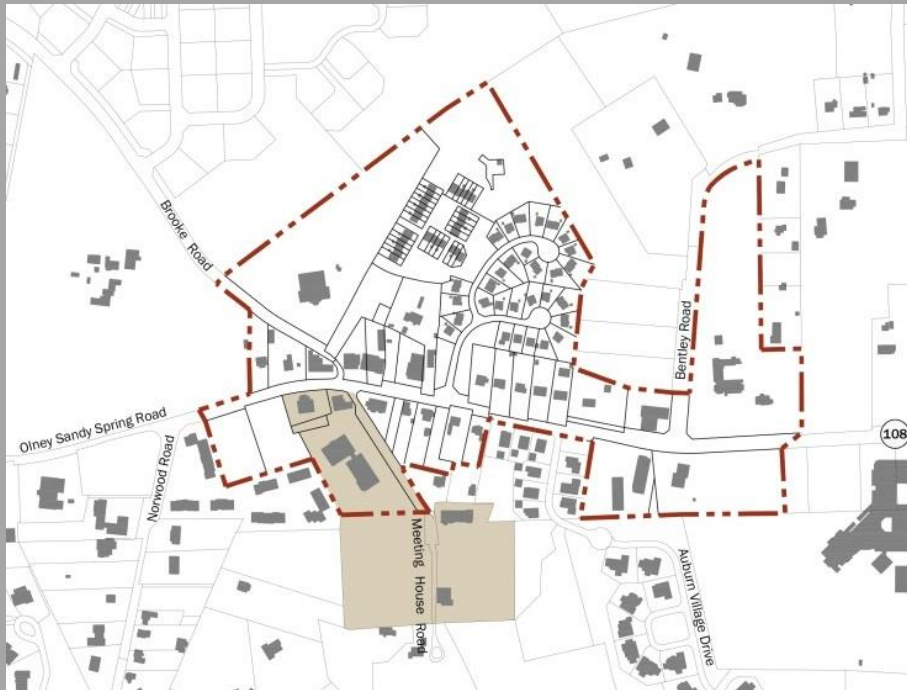 Brooke Road
Bentley Road
Olney Sandy Spring Road
108
Norwood Road
Meeting House Road
Auburn Village Drive